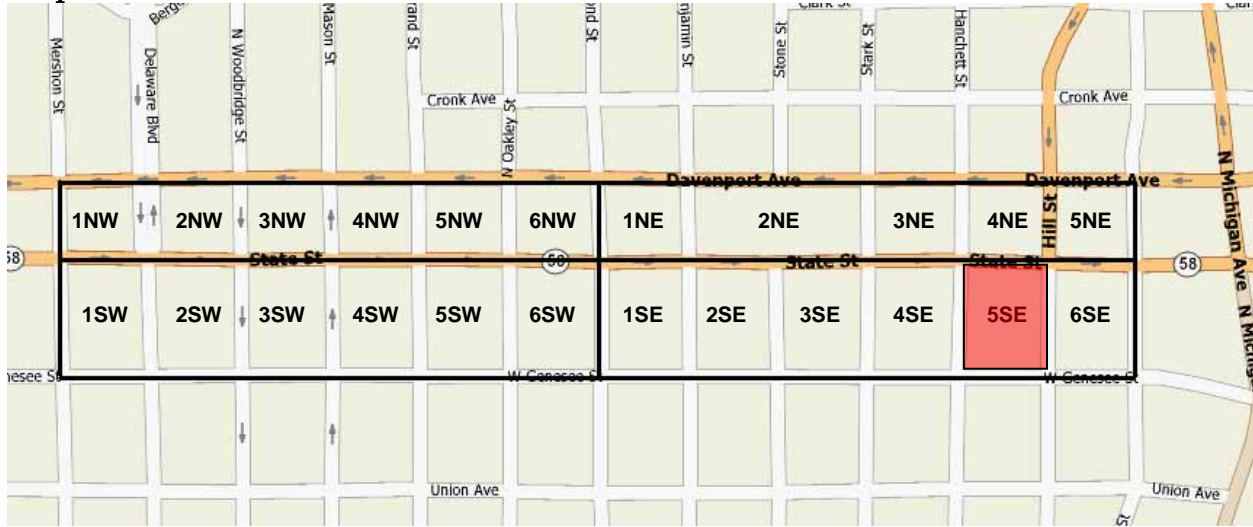 Mershon St
Delaware Blvd
N Woodbridge St
Mason St
N Oakley St
Stone St
Stark St
Hanchett St
Cronk Ave
Cronk Ave
Davenport Ave
Davenport Ave
N Michigan Ave
1NW
2NW
3NW
4NW
5NW
6NW
1NE
2NE
3NE
4NE
Hill St
5NE
58
State St
58
State St
State St
58
1SW
2SW
3SW
4SW
5SW
6SW
1SE
2SE
3SE
4SE
5SE
6SE
W Genesee St
W Genesee St
Union Ave
Union Ave